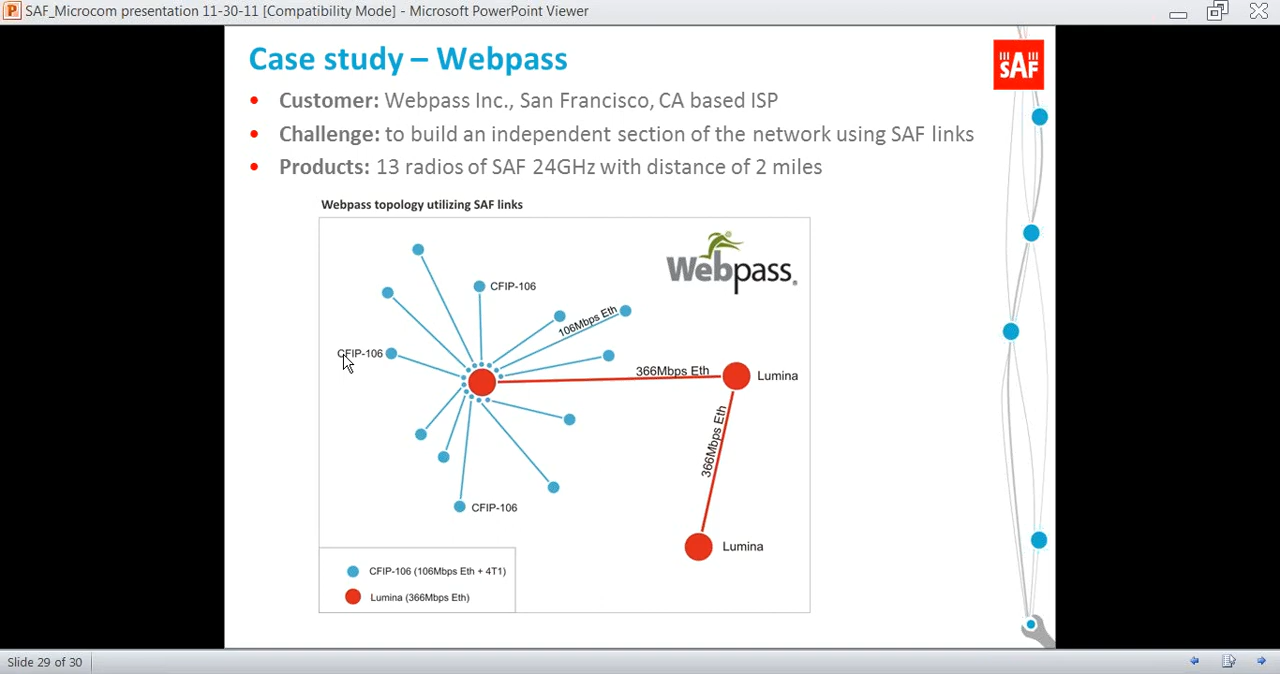 SAF_Microcom presentation 11-30-11 [Compatibility Mode] - Microsoft PowerPoint Viewer
Case study – Webpass
SAF
• Customer: Webpass Inc., San Francisco, CA based ISP
• Challenge: to build an independent section of the network using SAF links
• Products: 13 radios of SAF 24GHz with distance of 2 miles
Webpass topology utilizing SAF links
Webpass.
CFIP-106
106Mbps Eth
CFIP-106
366Mbps Eth
Lumina
366Mbps Eth
CFIP-106
Lumina
CFIP-106 (106Mbps Eth + 4T1)
Lumina (366Mbps Eth)
Slide 29 of 30